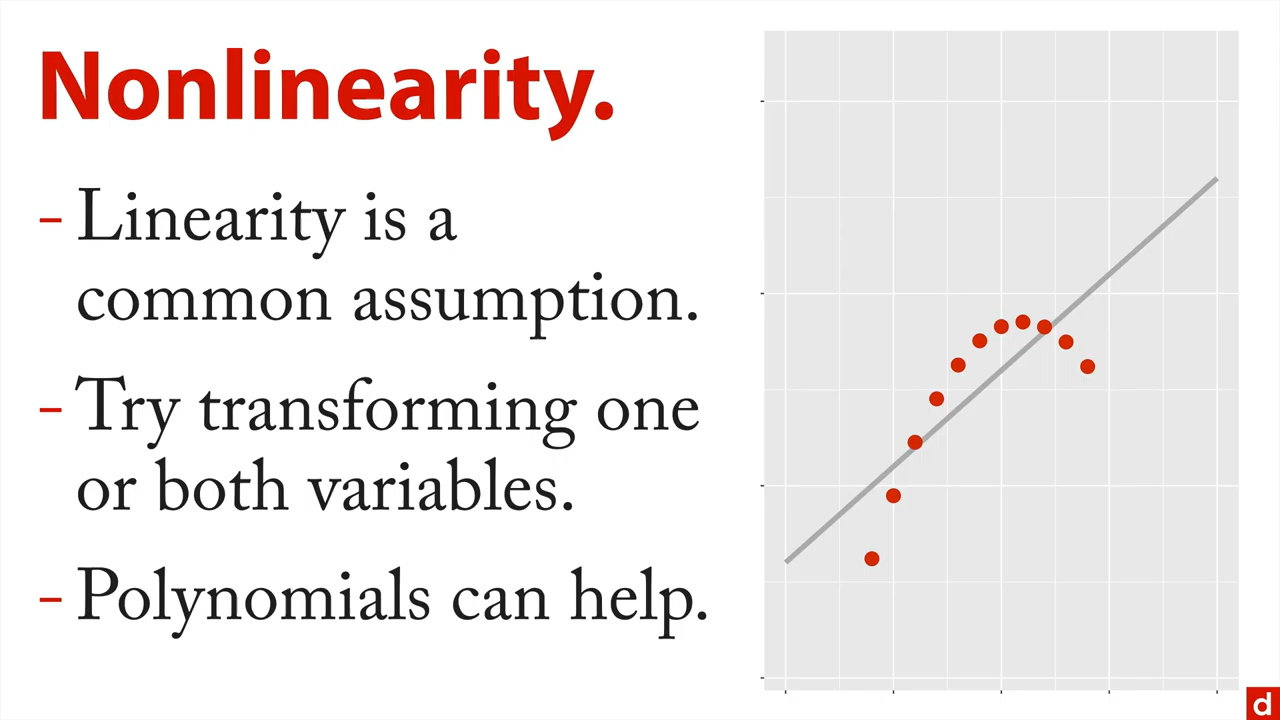 Nonlinearity.
– Linearity is a
common assumption.
– Try transforming one
or both variables.
– Polynomials can help.
d